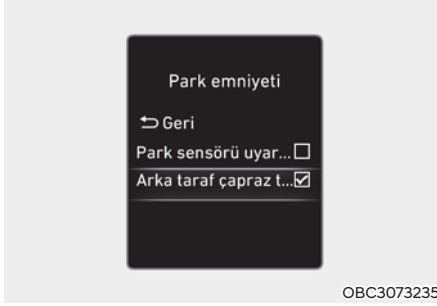 Park emniyeti
Geri
Park sensörü uyar...
Arka taraf çapraz t...
OBC3073235